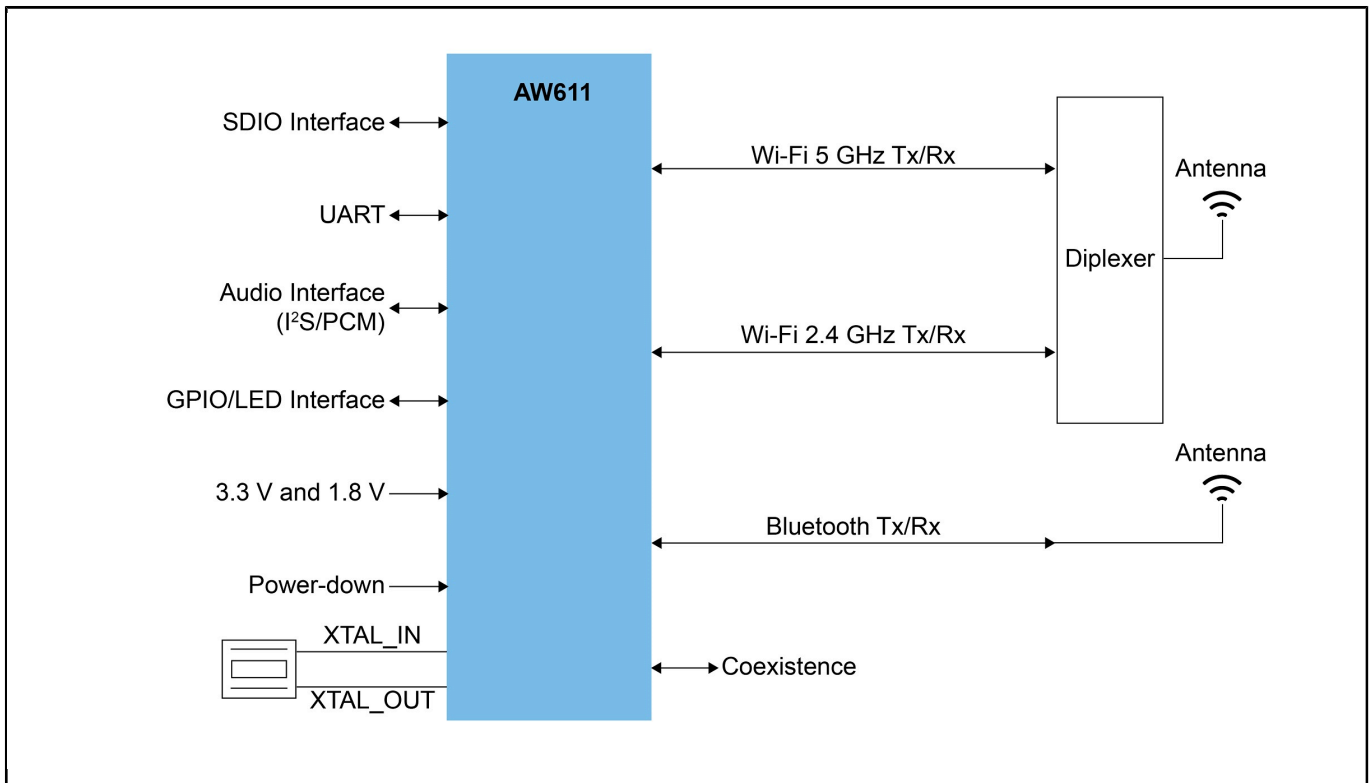 AW611
SDIO Interface
UART
Audio Interface
(I²S/PCM)
GPIO/LED Interface
3.3 V and 1.8 V
Power-down
XTAL_IN
XTAL_OUT
Wi-Fi 5 GHz Tx/Rx
Wi-Fi 2.4 GHz Tx/Rx
Bluetooth Tx/Rx
Coexistence
Diplexer
Antenna
Antenna